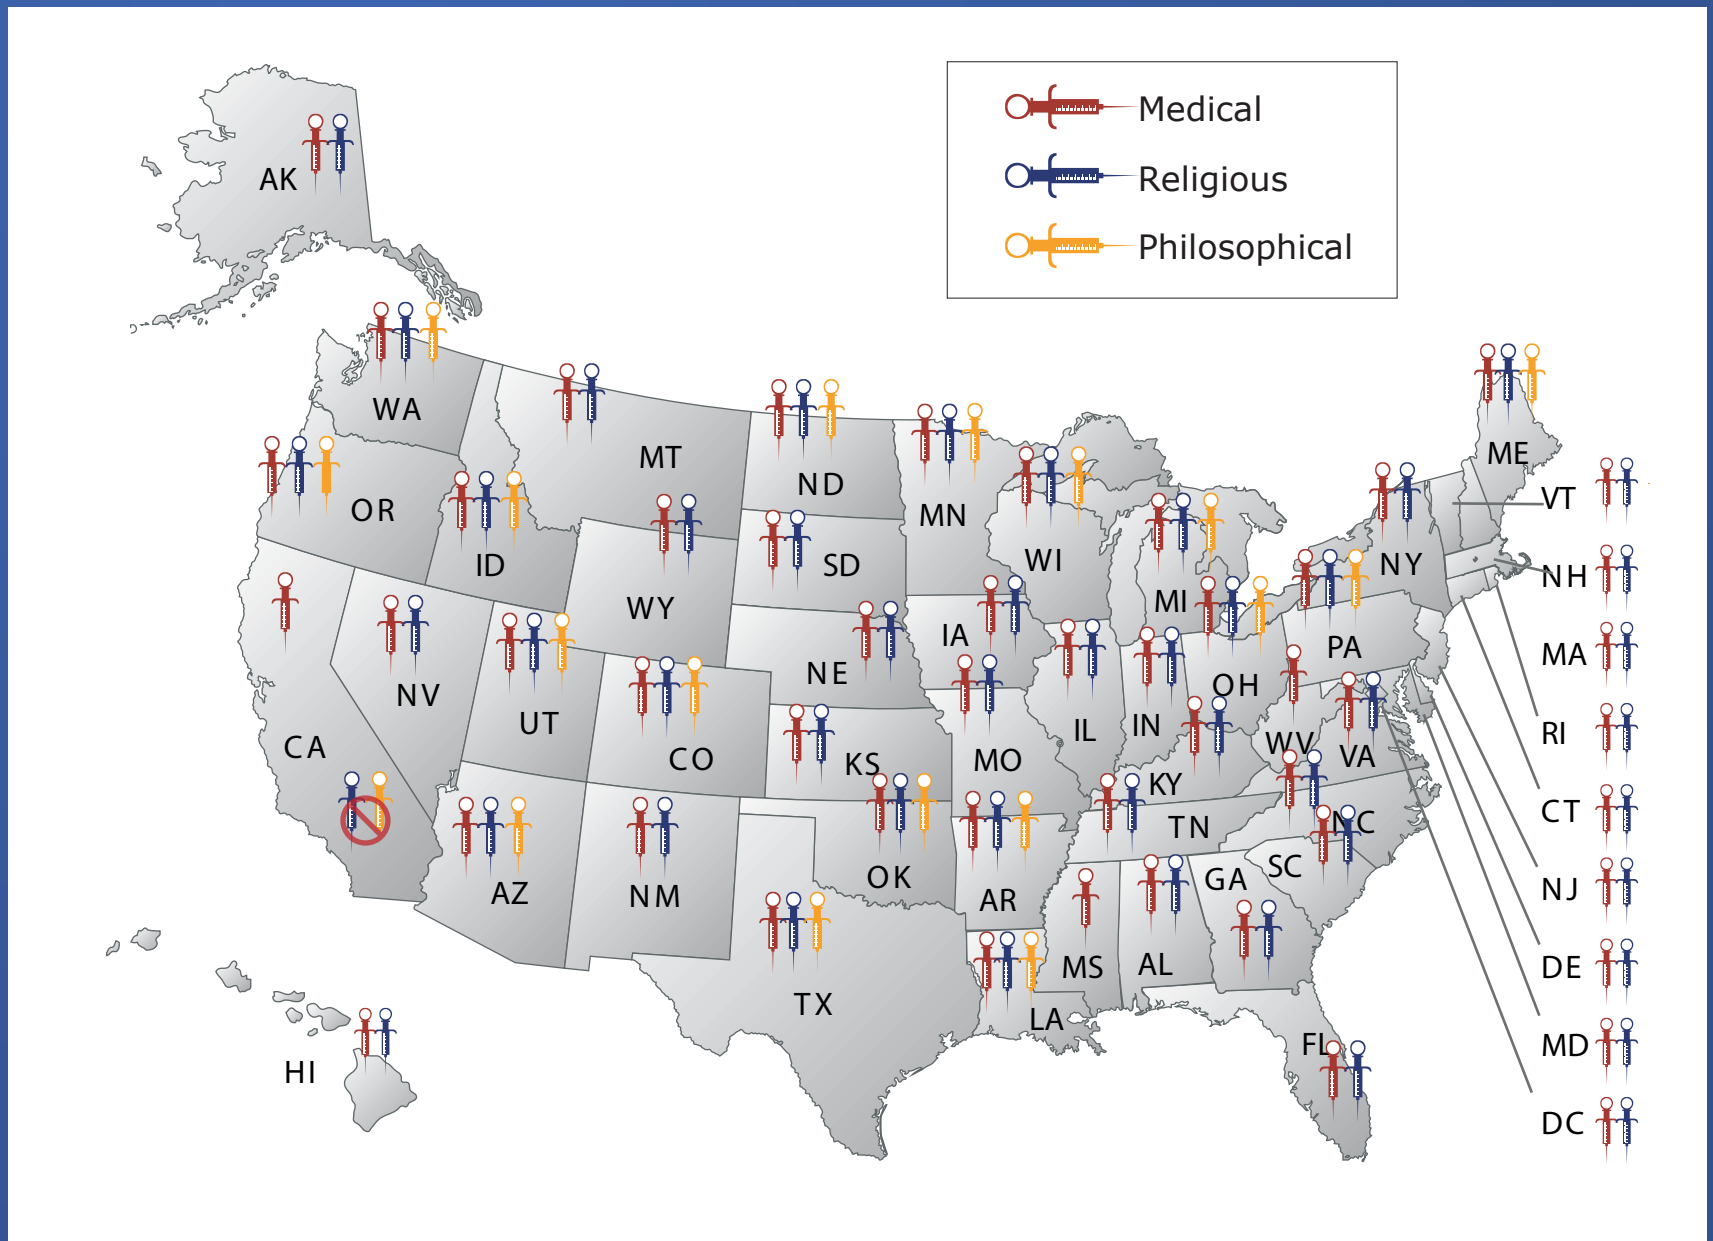 Medical
Religious
Philosophical
AK
WA
MT
ND
MN
ME
OR
ID
WY
SD
WI
MI
NY
VT
NH
MA
RI
CT
NJ
DE
MD
DC
CA
NV
UT
CO
NE
IA
KS
MO
IL
IN
OH
PA
WV
VA
KY
TN
NC
SC
AZ
NM
OK
AR
TX
LA
MS
AL
GA
FL
HI